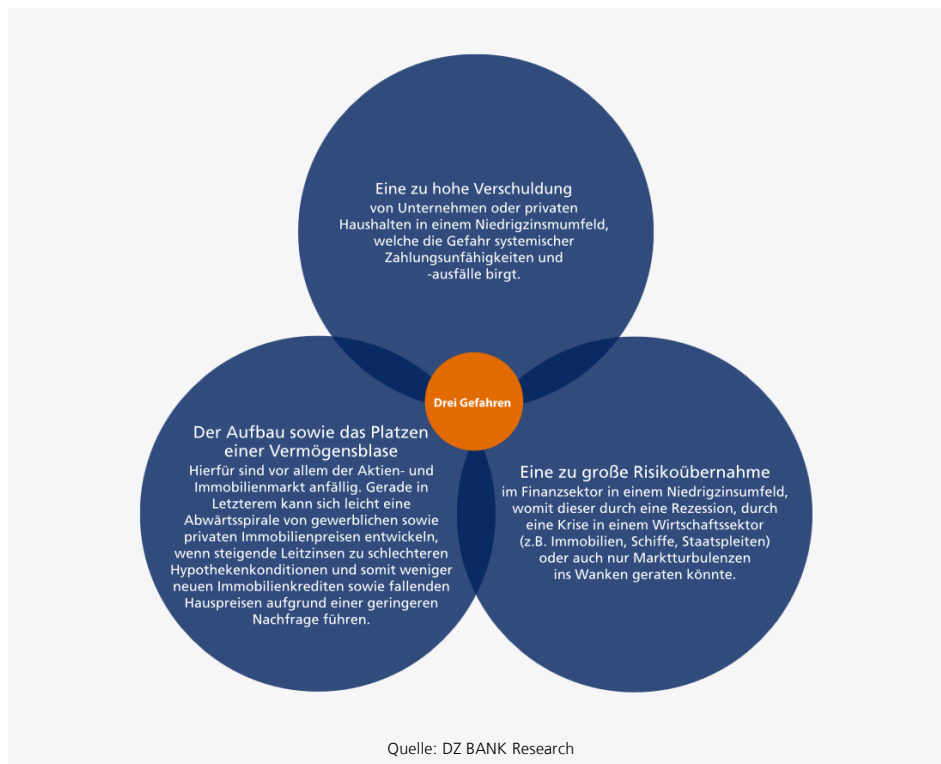 Eine zu hohe Verschuldung
von Unternehmen oder privaten
Haushalten in einem Niedrigzinsmumfeld,
welche die Gefahr systemischer
Zahlungsunfähigkeiten und
-ausfälle birgt.
Drei Gefahren
Der Aufbau sowie das Platzen
einer Vermögensblase
Hierfür sind vor allem der Aktien- und
Immobilienmarkt anfällig. Gerade in
Letzterem kann sich leicht eine
Abwärtsspirale von gewerblichen sowie
privaten Immobilienpreisen entwickeln,
wenn steigende Leitzinsen zu schlechteren
Hypothekenkonditionen und somit weniger
neuen Immobilienkrediten sowie fallenden
Hauspreisen aufgrund einer geringeren
Nachfrage führen.
Eine zu große Risikoübernahme
im Finanzsektor in einem Niedrigzinsumfeld,
womit dieser durch eine Rezession, durch
eine Krise in einem Wirtschaftssektor
(z.B. Immobilien, Schiffe, Staatspleiten)
oder auch nur Marktturbulenzen
ins Wanken geraten könnte.
Quelle: DZ BANK Research